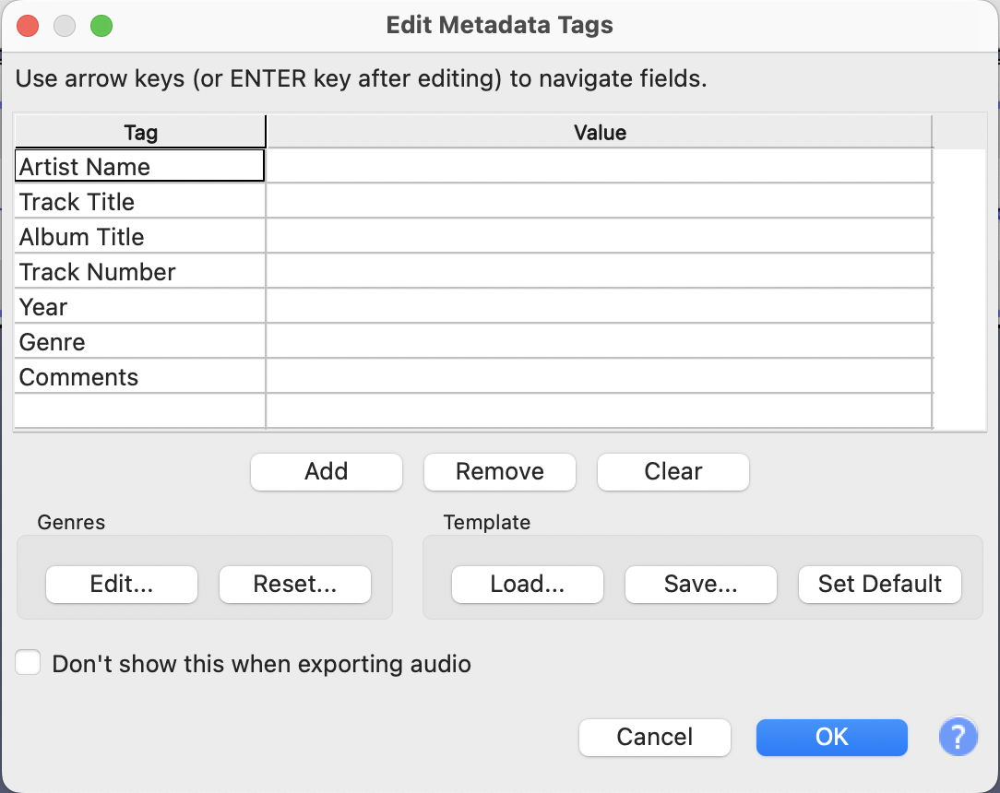 Edit Metadata Tags
Use arrow keys (or ENTER key after editing) to navigate fields.
Tag Value
Artist Name
Track Title
Album Title
Track Number
Year
Genre
Comments
Add Remove Clear
Genres Template
Edit... Reset... Load... Save... Set Default
Don't show this when exporting audio
Cancel OK ?